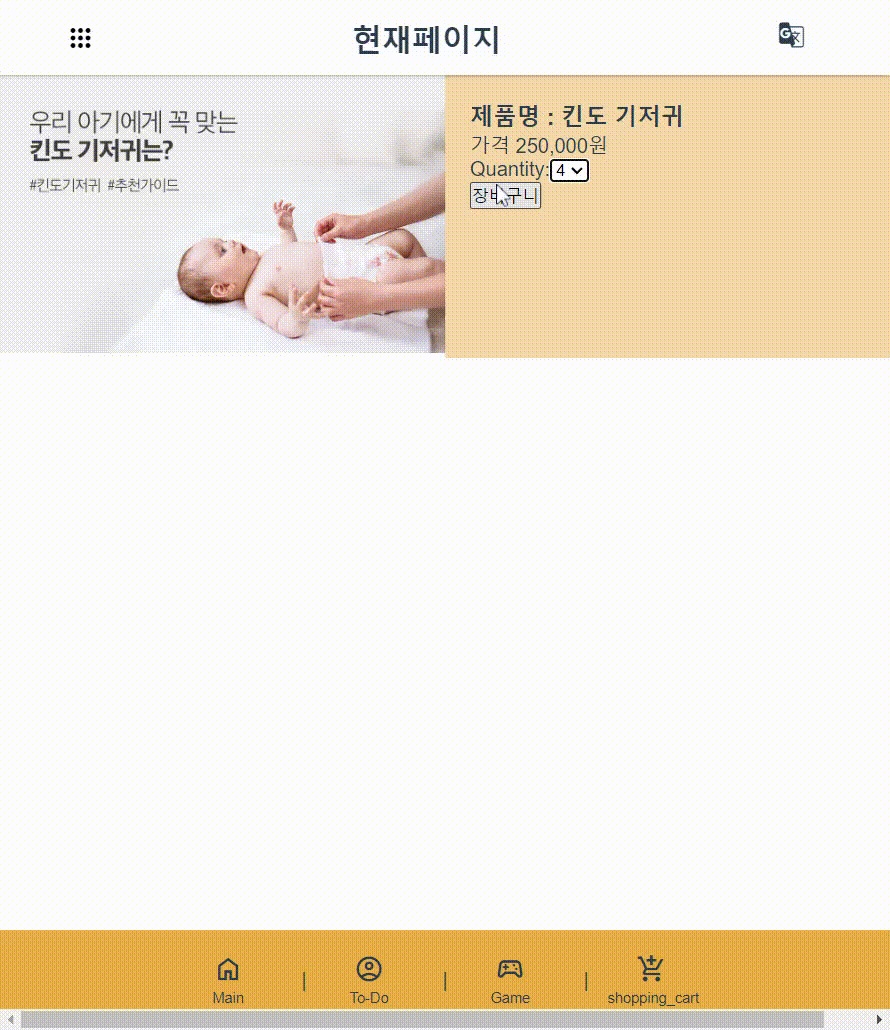 현재페이지
우리 아기에게 꼭 맞는
킨도 기저귀는?
#킨도기저귀 #추천가이드
제품명 : 킨도 기저귀
가격 250,000원
Quantity: 4
장바구니
Main | To-Do | Game | shopping_cart